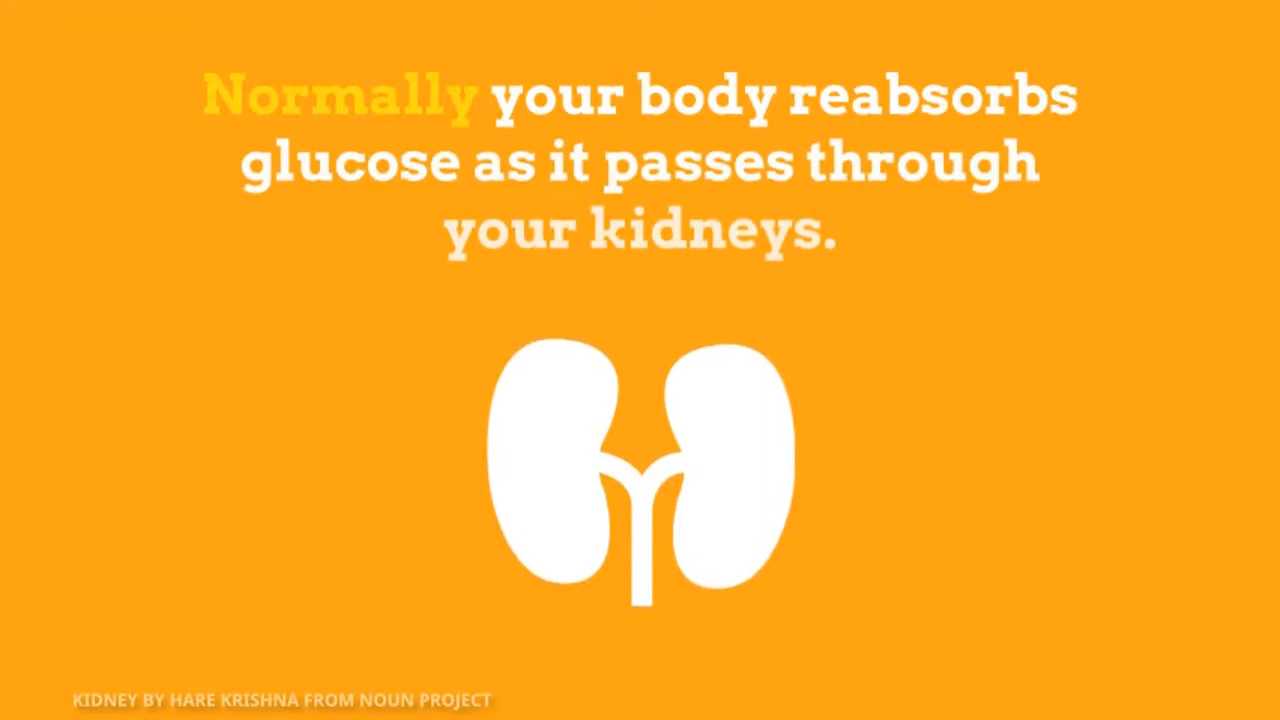 Normally your body reabsorbs
glucose as it passes through
your kidneys.
KIDNEY BY HARE KRISHNA FROM NOUN PROJECT